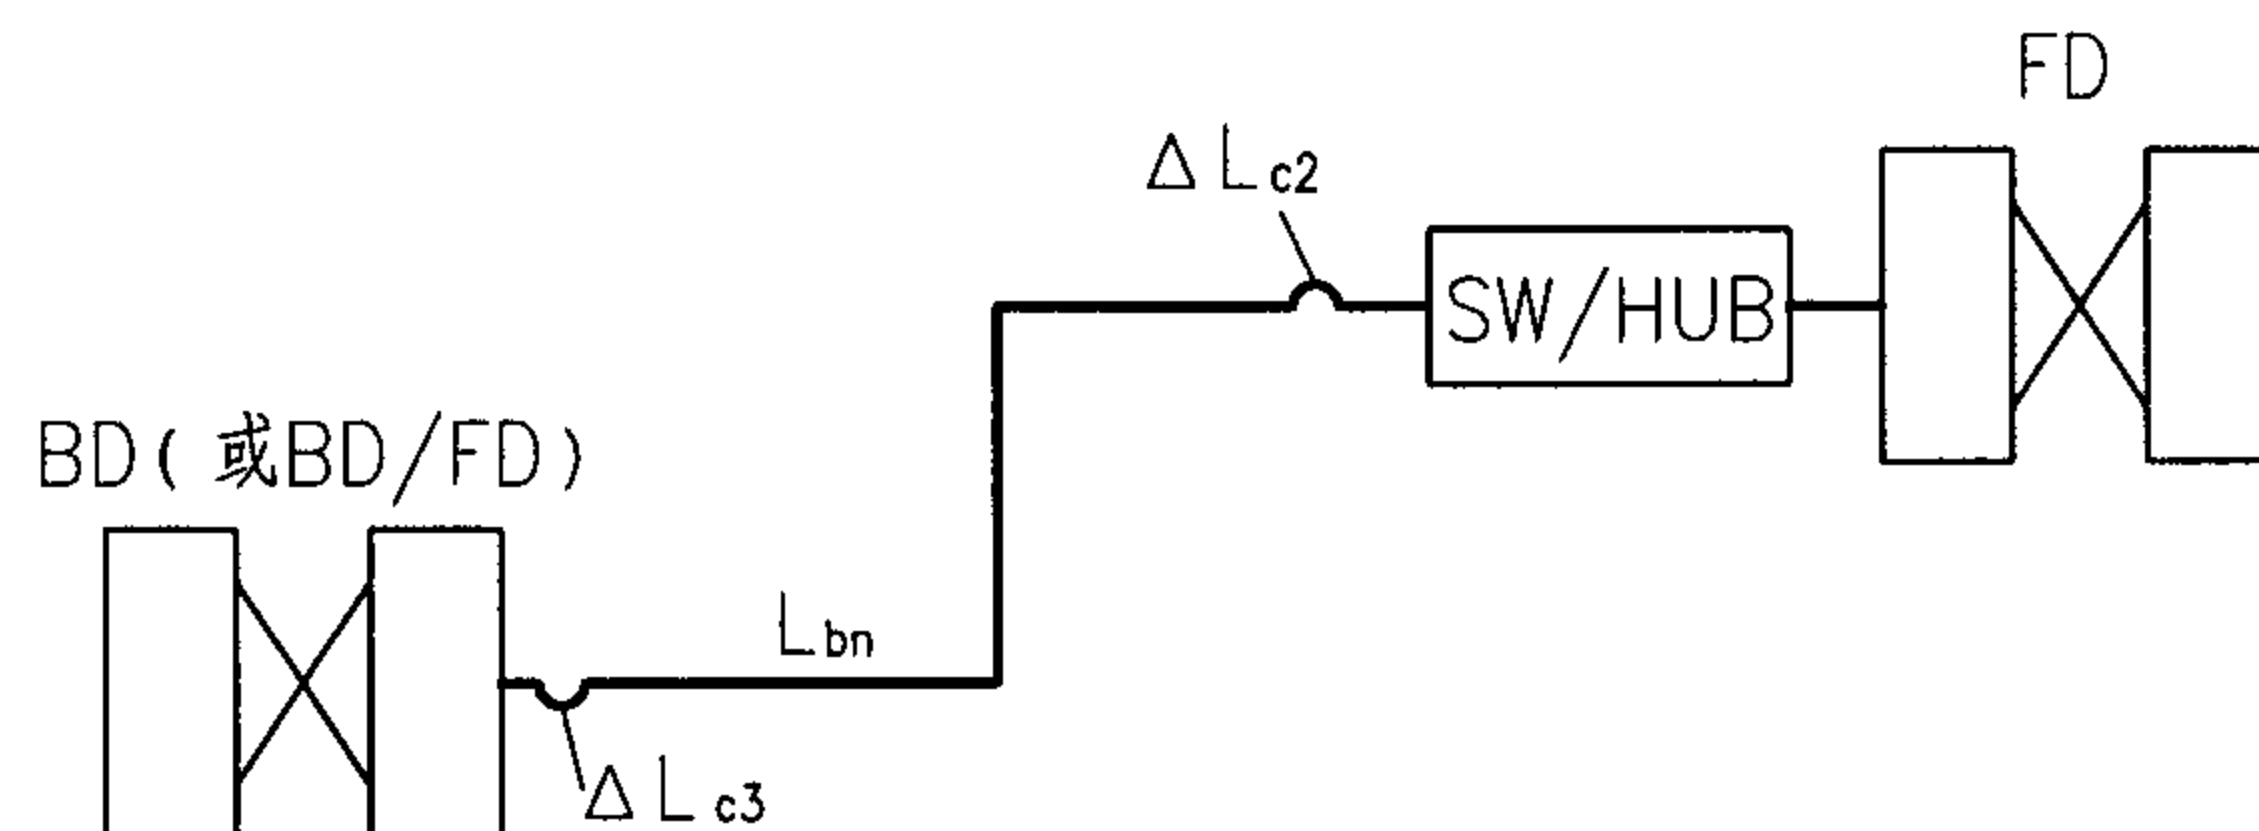 FD
ΔLc2
SW/HUB
BD(或BD/FD)
Lbn
ΔLc3